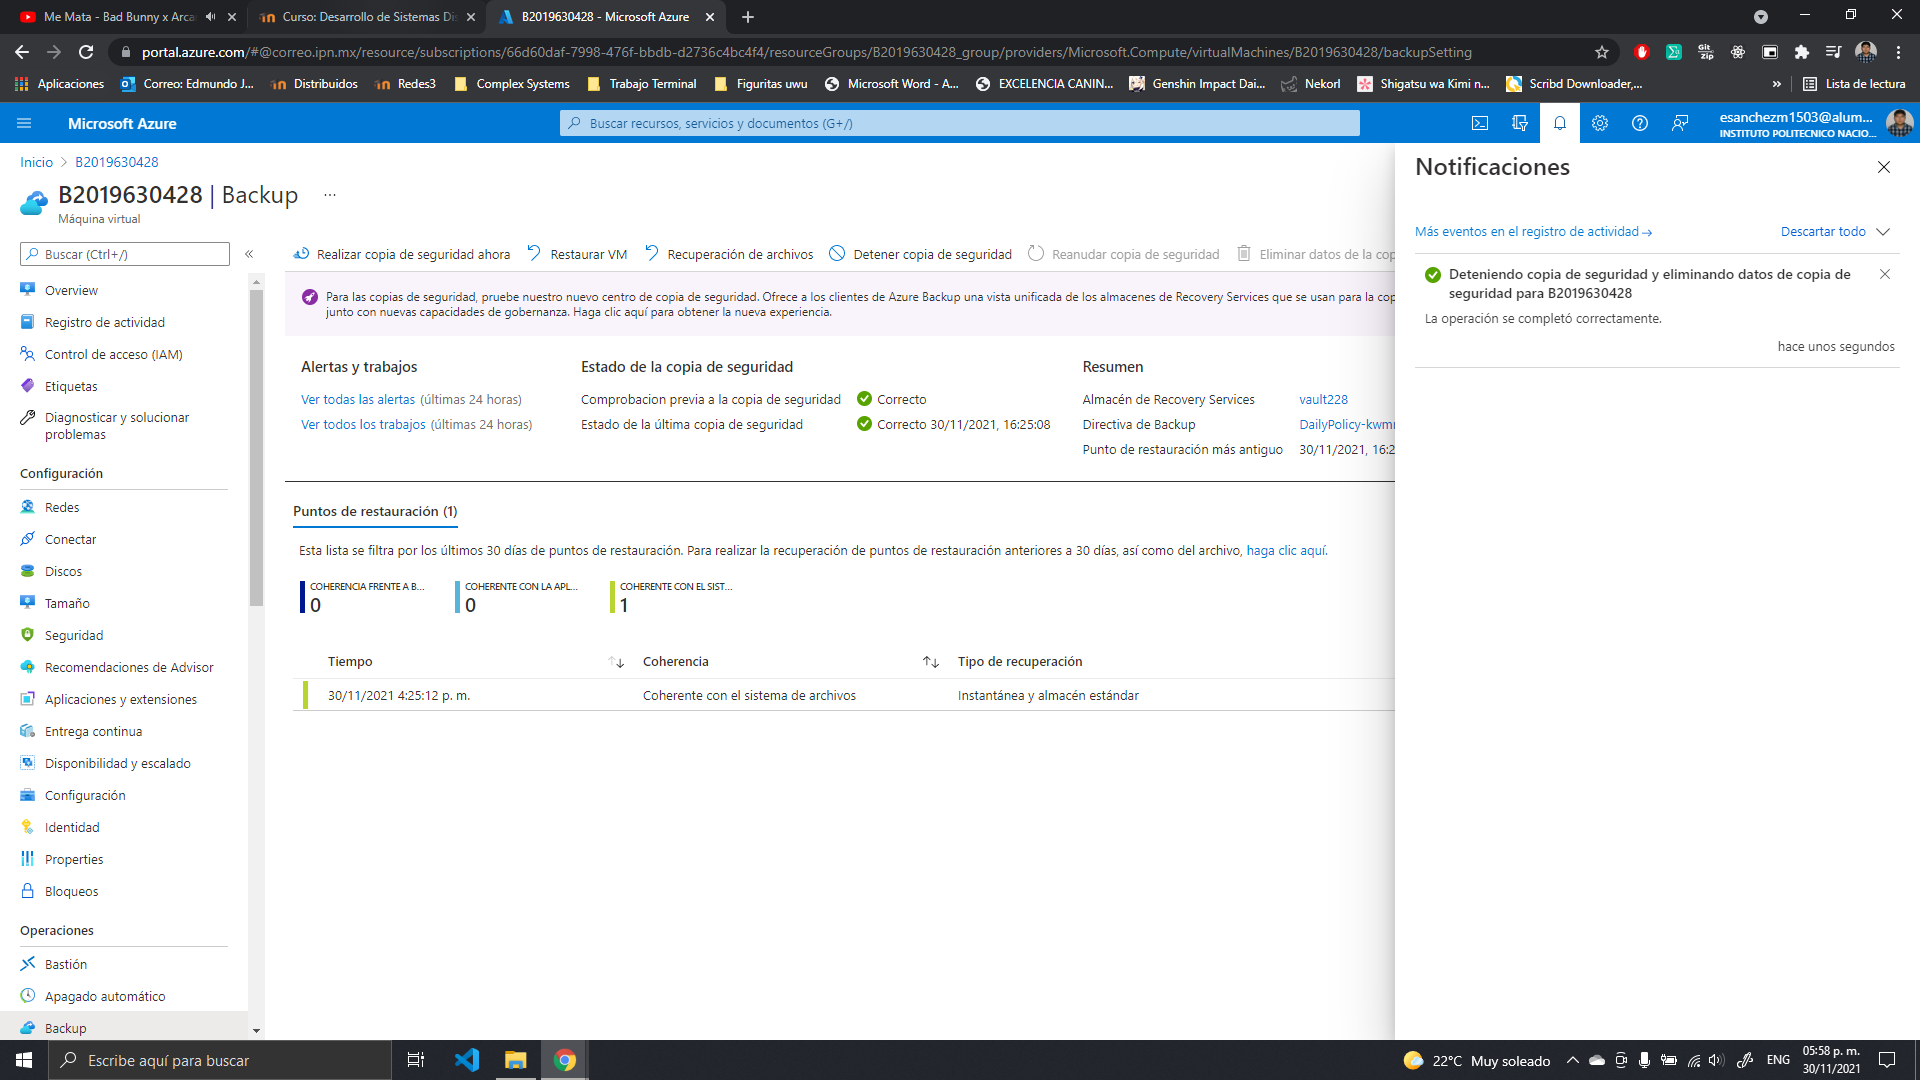 Me Mata - Bad Bunny x Arca
Curso: Desarrollo de Sistemas Dis
B2019630428 - Microsoft Azure
portal.azure.com/#@correo.ipn.mx/resource/subscriptions/66d60daf-7998-476f-bbdb-d2736c4bc4f4/resourceGroups/B2019630428_group/providers/Microsoft.Compute/virtualMachines/B2019630428/backupSetting
Git zip
Aplicaciones
Correo: Edmundo J...
Distribuidos
Redes3
Complex Systems
Trabajo Terminal
Figuritas uwu
Microsoft Word - A...
EXCELENCIA CANIN...
Genshin Impact Dai...
Nekorl
Shigatsu wa Kimi n...
Scribd Downloader,...
»
Lista de lectura
Microsoft Azure
Buscar recursos, servicios y documentos (G+/)
esanchezm1503@alum...
INSTITUTO POLITECNICO NACIO...
Inicio > B2019630428
B2019630428 | Backup ...
Máquina virtual
Buscar (Ctrl+/)
«
Overview
Registro de actividad
Control de acceso (IAM)
Etiquetas
Diagnosticar y solucionar
problemas
Configuración
Redes
Conectar
Discos
Tamaño
Seguridad
Recomendaciones de Advisor
Aplicaciones y extensiones
Entrega continua
Disponibilidad y escalado
Configuración
Identidad
Properties
Bloqueos
Operaciones
Bastión
Apagado automático
Backup
Realizar copia de seguridad ahora
Restaurar VM
Recuperación de archivos
Detener copia de seguridad
Reanudar copia de seguridad
Eliminar datos de la cop
Para las copias de seguridad, pruebe nuestro nuevo centro de copia de seguridad. Ofrece a los clientes de Azure Backup una vista unificada de los almacenes de Recovery Services que se usan para la cop
junto con nuevas capacidades de gobernanza. Haga clic aquí para obtener la nueva experiencia.
Alertas y trabajos
Ver todas las alertas (últimas 24 horas)
Ver todos los trabajos (últimas 24 horas)
Estado de la copia de seguridad
Comprobacion previa a la copia de seguridad
Correcto
Estado de la última copia de seguridad
Correcto 30/11/2021, 16:25:08
Resumen
Almacén de Recovery Services
vault228
Directiva de Backup
DailyPolicy-kwmr
Punto de restauración más antiguo
30/11/2021, 16:2
Puntos de restauración (1)
Esta lista se filtra por los últimos 30 días de puntos de restauración. Para realizar la recuperación de puntos de restauración anteriores a 30 días, así como del archivo, haga clic aquí.
COHERENCIA FRENTE A B...
0
COHERENTE CON LA APL...
0
COHERENTE CON EL SIST...
1
Tiempo
Coherencia
Tipo de recuperación
30/11/2021 4:25:12 p. m.
Coherente con el sistema de archivos
Instantánea y almacén estándar
Notificaciones
Más eventos en el registro de actividad →
Descartar todo
Deteniendo copia de seguridad y eliminando datos de copia de
seguridad para B2019630428
La operación se completó correctamente.
hace unos segundos
Escribe aquí para buscar
22°C Muy soleado
ENG
05:58 p. m.
30/11/2021